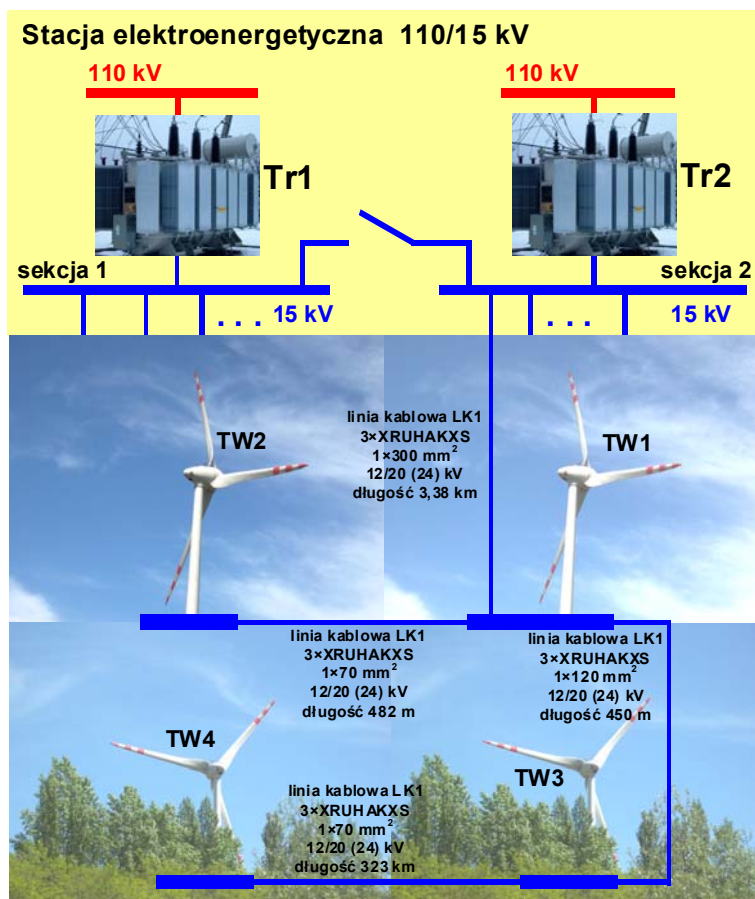 Stacja elektroenergetyczna 110/15 kV
110 kV
110 kV
Tr1
Tr2
sekcja 1
sekcja 2
. . . 15 kV
. . . 15 kV
linia kablowa LK1
3×XRUHAKXS
1×300 mm²
12/20 (24) kV
długość 3,38 km
TW2
TW1
linia kablowa LK1
3×XRUHAKXS
1×70 mm²
12/20 (24) kV
długość 482 m
linia kablowa LK1
3×XRUHAKXS
1×120 mm²
12/20 (24) kV
długość 450 m
TW4
TW3
linia kablowa LK1
3×XRUHAKXS
1×70 mm²
12/20 (24) kV
długość 323 km